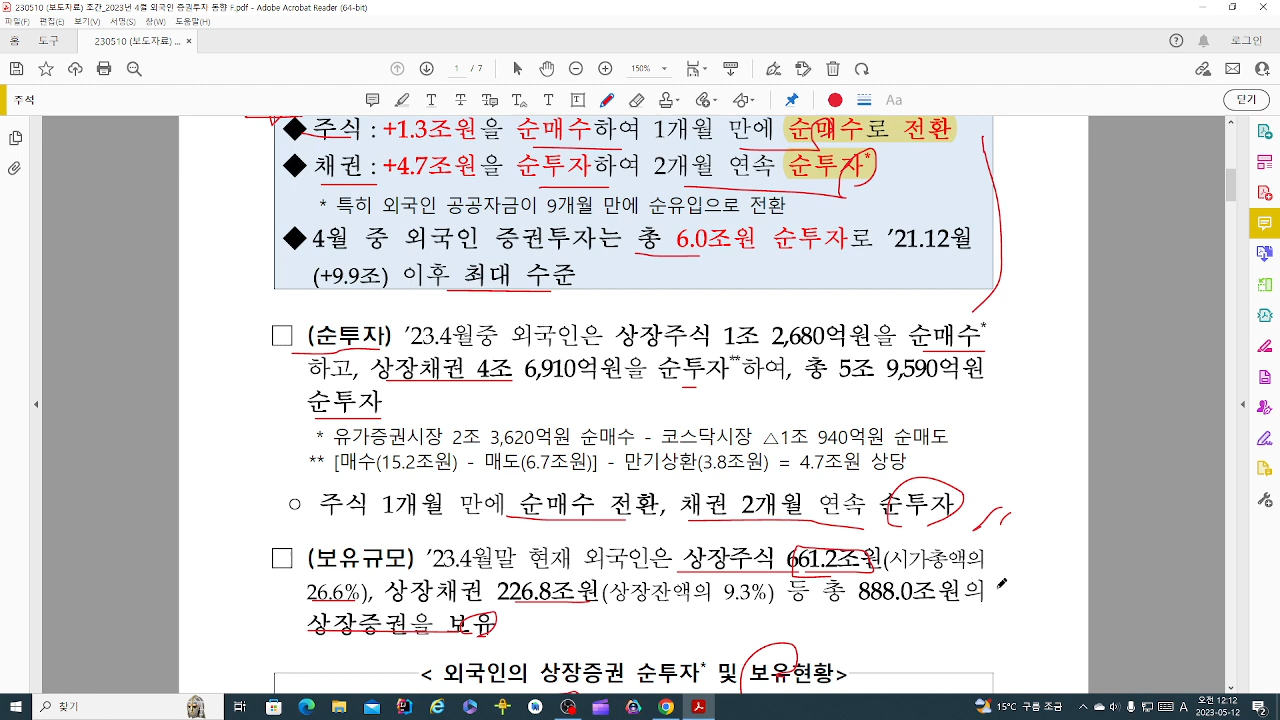 230510 (보도자료) 조간_2023년 4월 외국인 증권투자 동향 F.pdf - Adobe Acrobat Reader (64-bit)
파일(F) 편집(E) 보기(V) 서명(S) 창(W) 도움말(H)
홈 도구 230510 (보도자료) ... × 로그인
1 / 7 150%
주석 Aa 닫기
◆ 주식 : +1.3조원을 순매수하여 1개월 만에 순매수로 전환
◆ 채권 : +4.7조원을 순투자하여 2개월 연속 순투자*
* 특히 외국인 공공자금이 9개월 만에 순유입으로 전환
◆ 4월 중 외국인 증권투자는 총 6.0조원 순투자로 ’21.12월
(+9.9조) 이후 최대 수준
□ (순투자) ’23.4월중 외국인은 상장주식 1조 2,680억원을 순매수*
하고, 상장채권 4조 6,910억원을 순투자**하여, 총 5조 9,590억원
순투자
* 유가증권시장 2조 3,620억원 순매수 - 코스닥시장 △1조 940억원 순매도
** [매수(15.2조원) - 매도(6.7조원)] - 만기상환(3.8조원) = 4.7조원 상당
○ 주식 1개월 만에 순매수 전환, 채권 2개월 연속 순투자
□ (보유규모) ’23.4월말 현재 외국인은 상장주식 661.2조원(시가총액의
26.6%), 상장채권 226.8조원(상장잔액의 9.3%) 등 총 888.0조원의
상장증권을 보유
< 외국인의 상장증권 순투자* 및 보유현황>
찾기 15°C 구름 조금 A 오전 12:12
2023-05-12